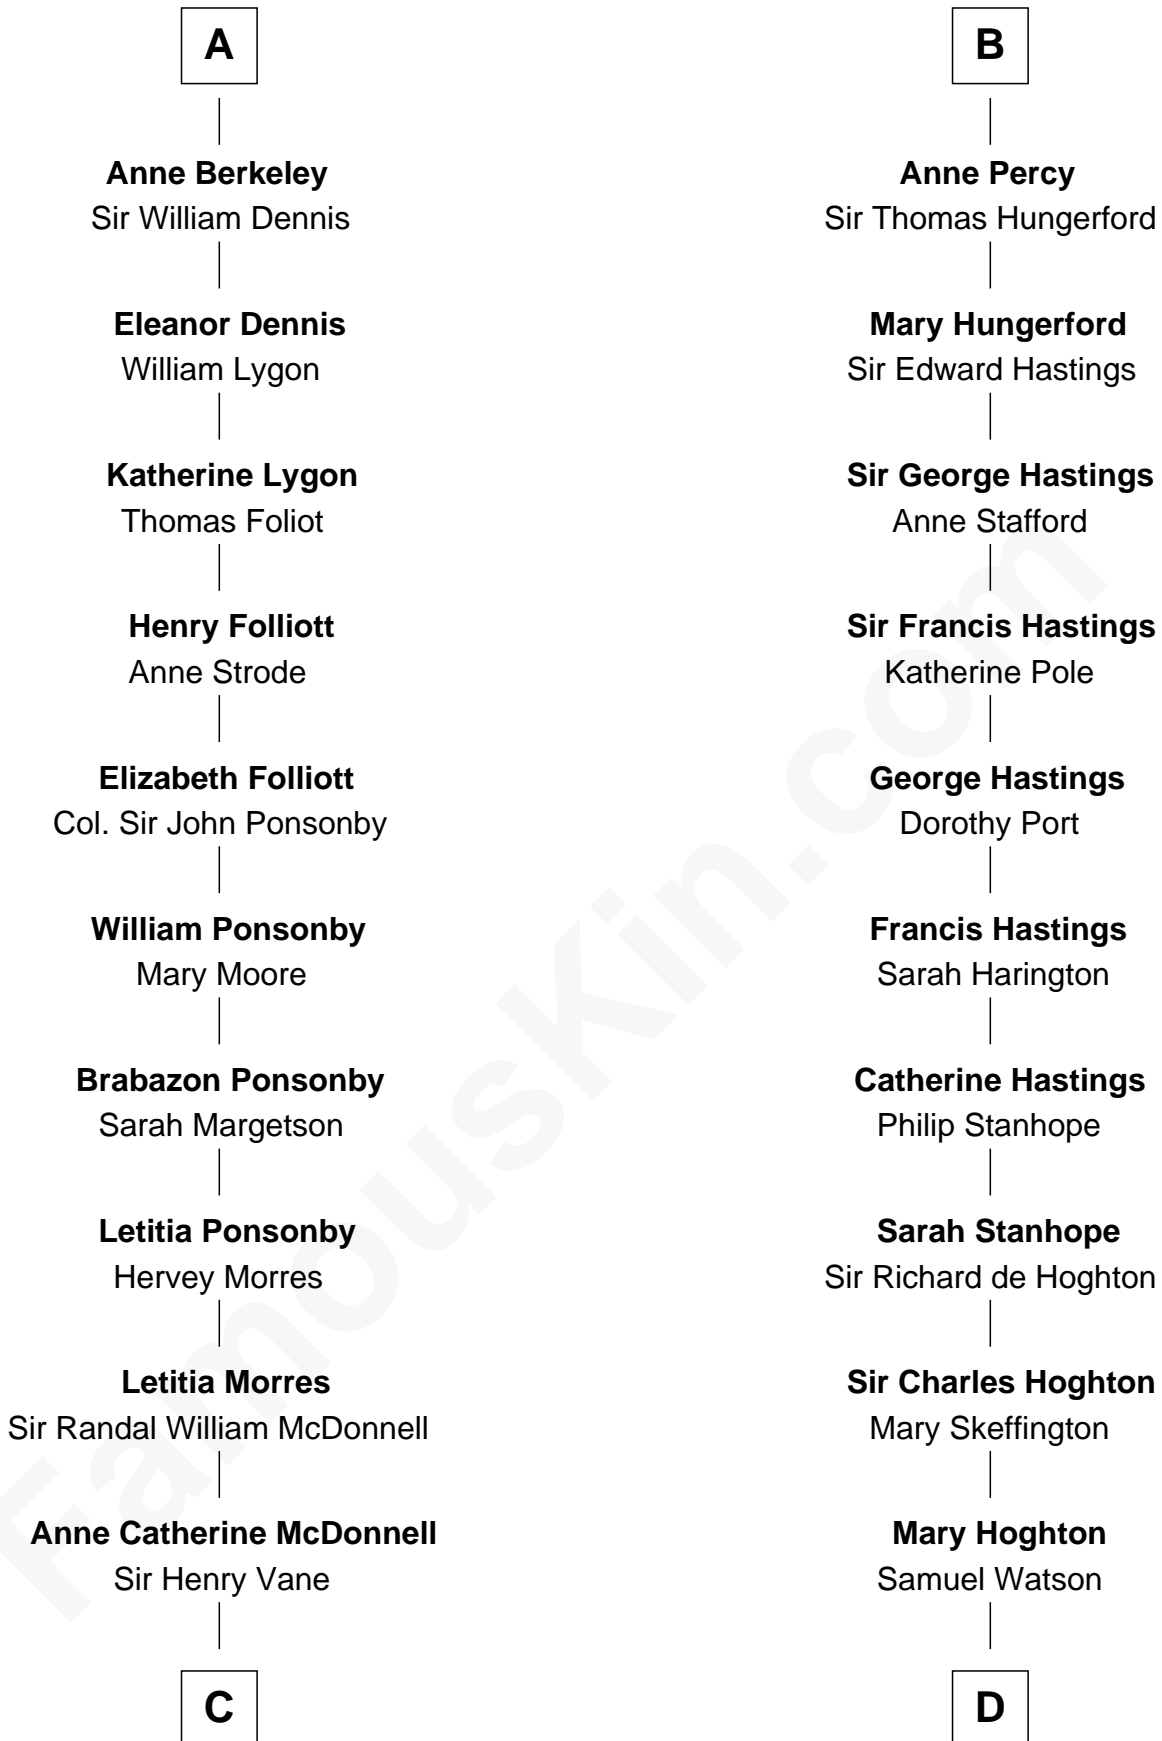 A
Anne Berkeley
Sir William Dennis
Eleanor Dennis
William Lygon
Katherine Lygon
Thomas Foliot
Henry Folliott
Anne Strode
Elizabeth Folliott
Col. Sir John Ponsonby
William Ponsonby
Mary Moore
Brabazon Ponsonby
Sarah Margetson
Letitia Ponsonby
Hervey Morres
Letitia Morres
Sir Randal William McDonnell
Anne Catherine McDonnell
Sir Henry Vane
C
B
Anne Percy
Sir Thomas Hungerford
Mary Hungerford
Sir Edward Hastings
Sir George Hastings
Anne Stafford
Sir Francis Hastings
Katherine Pole
George Hastings
Dorothy Port
Francis Hastings
Sarah Harington
Catherine Hastings
Philip Stanhope
Sarah Stanhope
Sir Richard de Hoghton
Sir Charles Hoghton
Mary Skeffington
Mary Hoghton
Samuel Watson
D
FamousKin.com